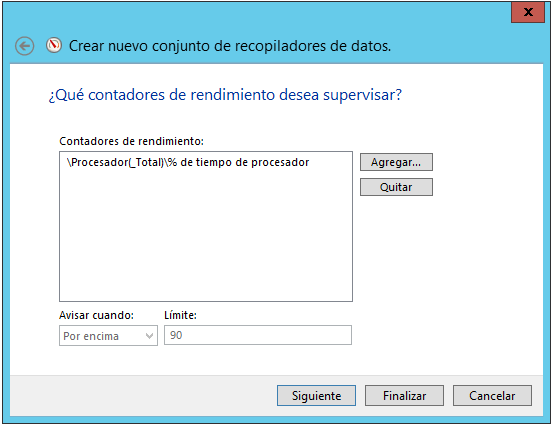 x
Crear nuevo conjunto de recopiladores de datos.
¿Qué contadores de rendimiento desea supervisar?
Contadores de rendimiento:
\Procesador(_Total)\% de tiempo de procesador
Agregar...
Quitar
Avisar cuando: Límite:
Por encima 90
Siguiente Finalizar Cancelar